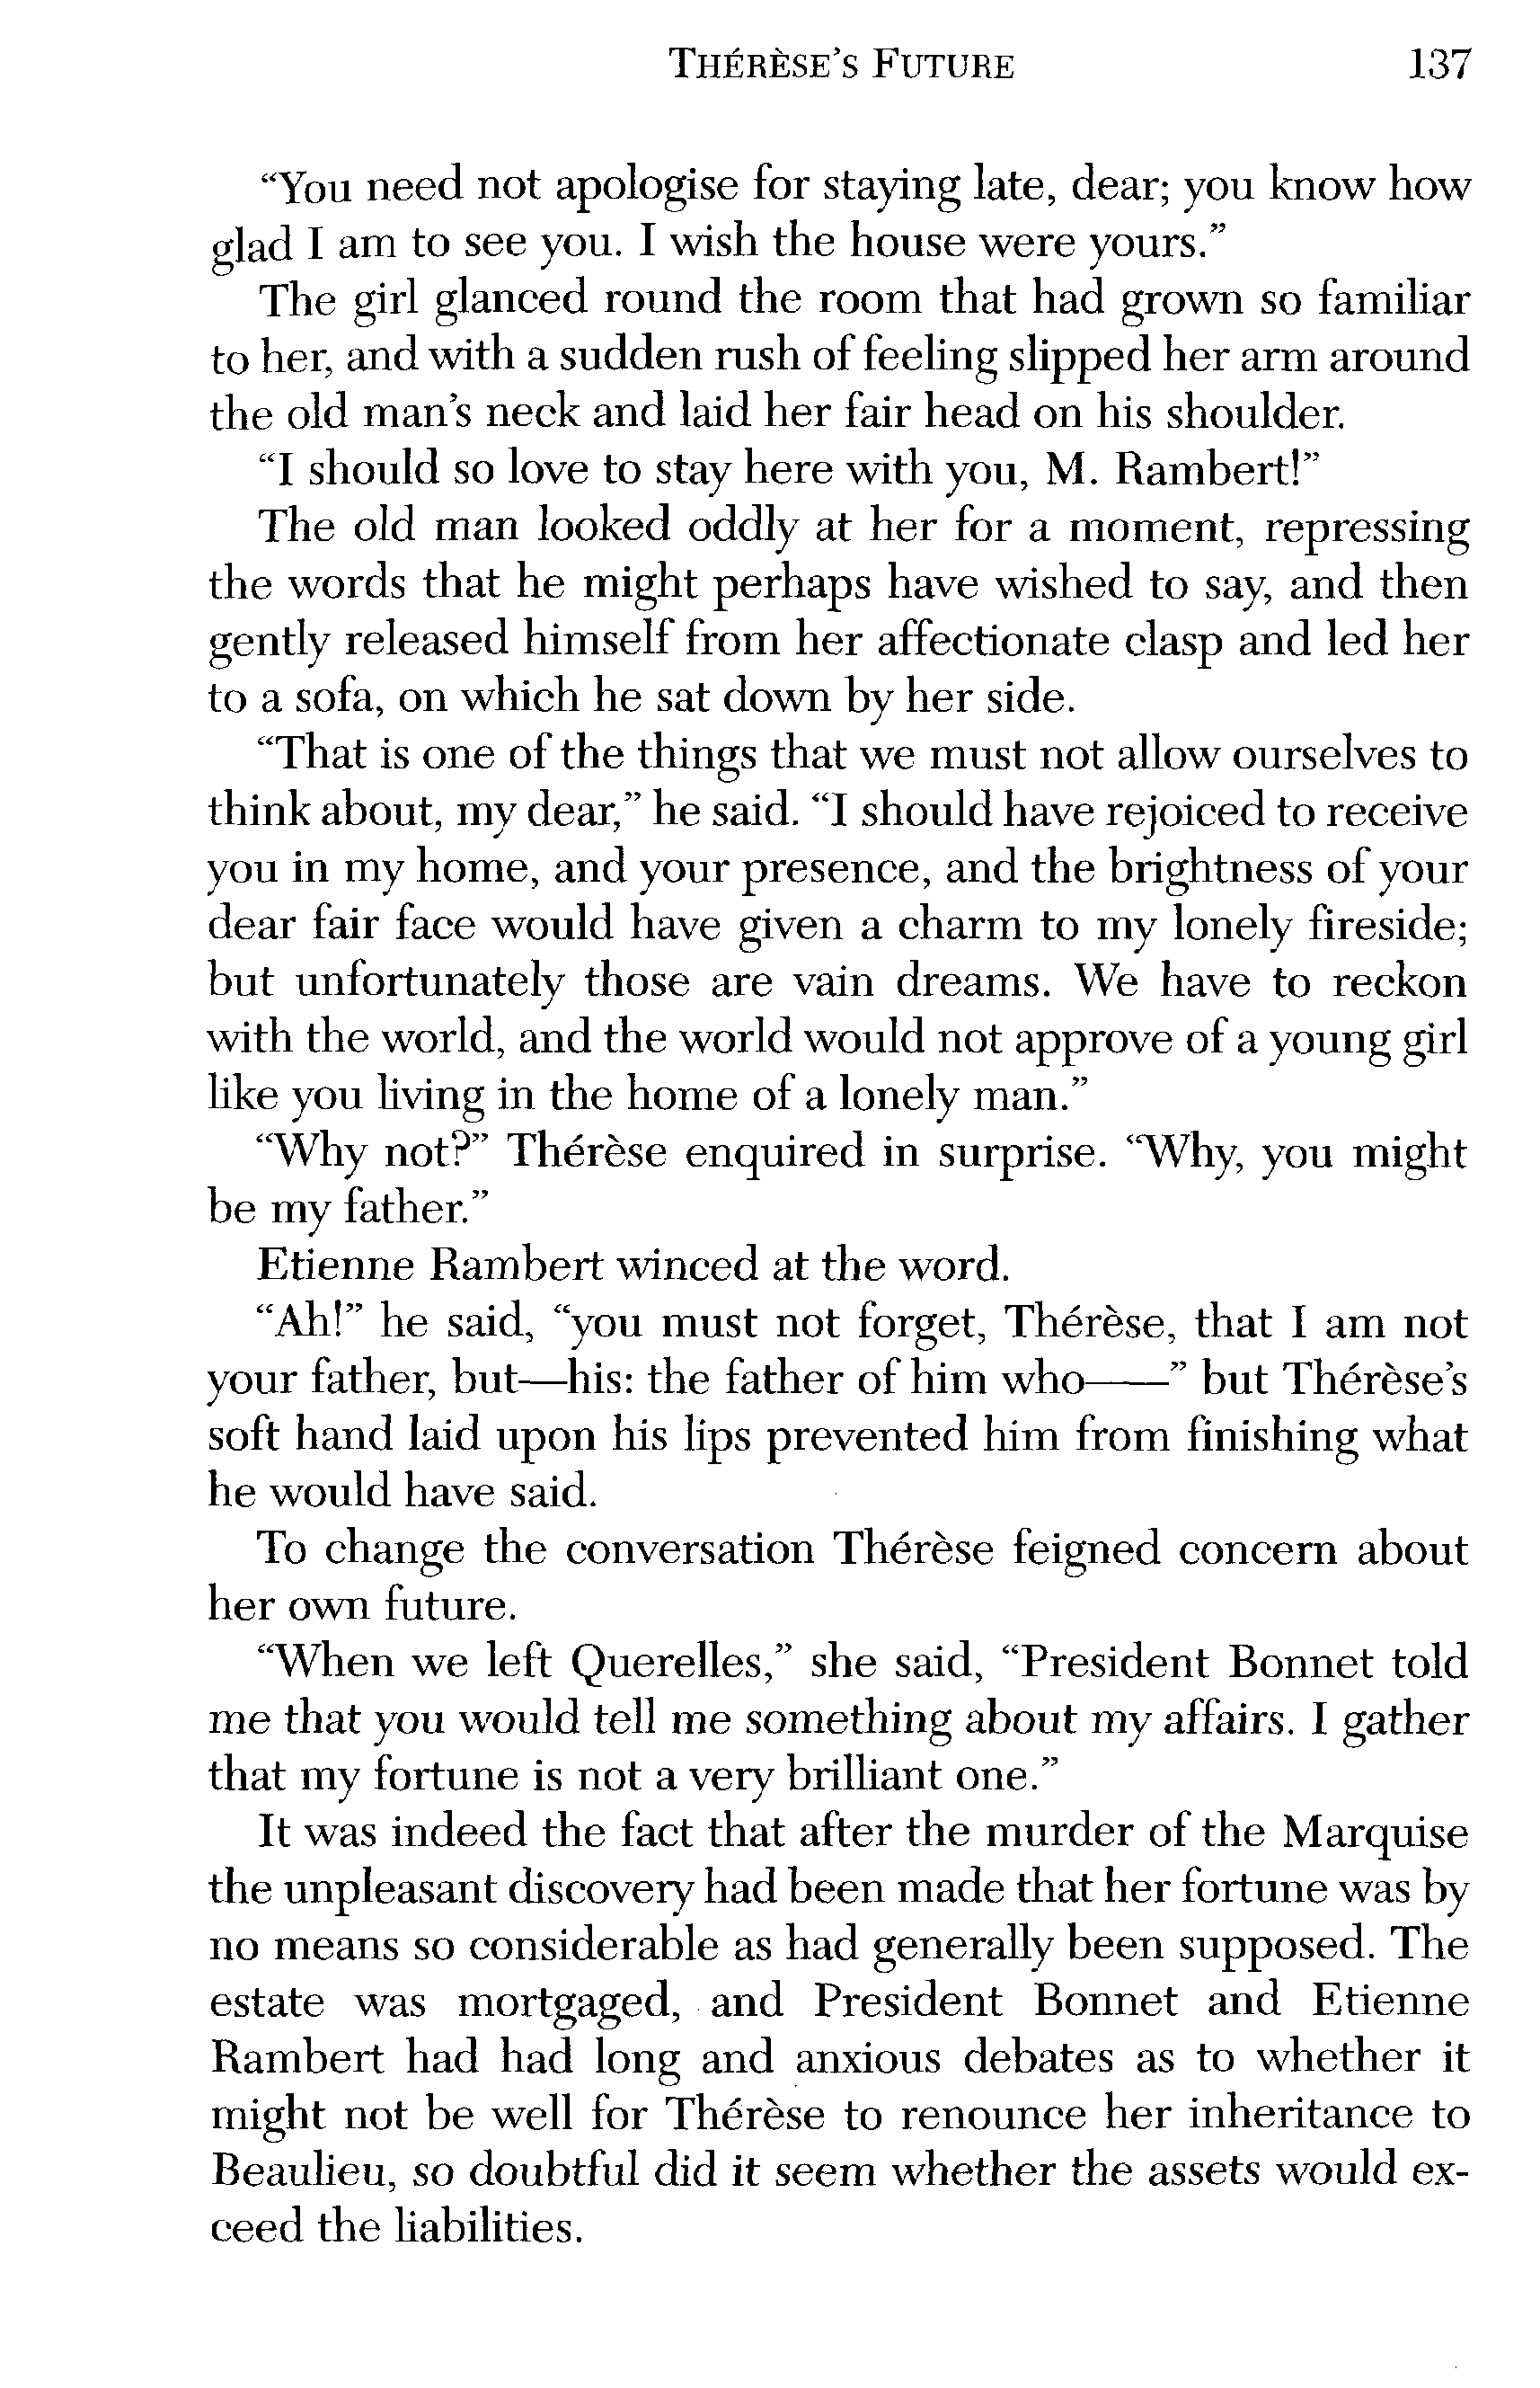 THÉRÈSE'S FUTURE 137
“You need not apologise for staying late, dear; you know how
glad I am to see you. I wish the house were yours.”
The girl glanced round the room that had grown so familiar
to her, and with a sudden rush of feeling slipped her arm around
the old man's neck and laid her fair head on his shoulder.
“I should so love to stay here with you, M. Rambert!”
The old man looked oddly at her for a moment, repressing
the words that he might perhaps have wished to say, and then
gently released himself from her affectionate clasp and led her
to a sofa, on which he sat down by her side.
“That is one of the things that we must not allow ourselves to
think about, my dear,” he said. “I should have rejoiced to receive
you in my home, and your presence, and the brightness of your
dear fair face would have given a charm to my lonely fireside;
but unfortunately those are vain dreams. We have to reckon
with the world, and the world would not approve of a young girl
like you living in the home of a lonely man.”
“Why not?” Thérèse enquired in surprise. “Why, you might
be my father.”
Etienne Rambert winced at the word.
“Ah!” he said, “you must not forget, Thérèse, that I am not
your father, but—his: the father of him who——” but Thérèse's
soft hand laid upon his lips prevented him from finishing what
he would have said.
To change the conversation Thérèse feigned concern about
her own future.
“When we left Querelles,” she said, “President Bonnet told
me that you would tell me something about my affairs. I gather
that my fortune is not a very brilliant one.”
It was indeed the fact that after the murder of the Marquise
the unpleasant discovery had been made that her fortune was by
no means so considerable as had generally been supposed. The
estate was mortgaged, and President Bonnet and Etienne
Rambert had had long and anxious debates as to whether it
might not be well for Thérèse to renounce her inheritance to
Beaulieu, so doubtful did it seem whether the assets would ex-
ceed the liabilities.